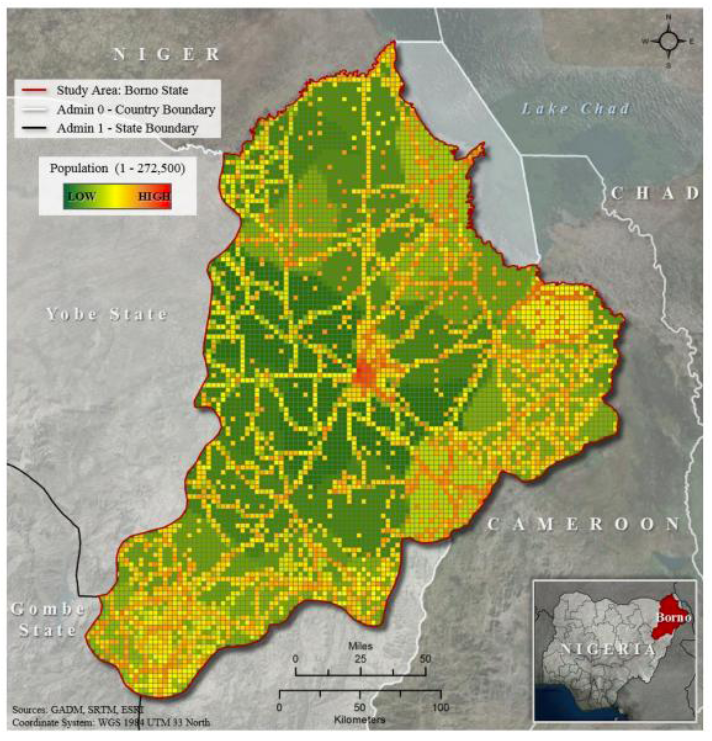 NIGER
N
W E
S
Study Area: Borno State
Admin 0 - Country Boundary
Admin 1 - State Boundary
Lake Chad
Population (1 - 272,500)
LOW HIGH
CHAD
Yobe State
CAMEROON
Gombe
State
Borno
NIGERIA
Miles
0 25 50
0 50 100
Kilometers
Sources: GADM, SRTM, ESRI
Coordinate System: WGS 1984 UTM 33 North